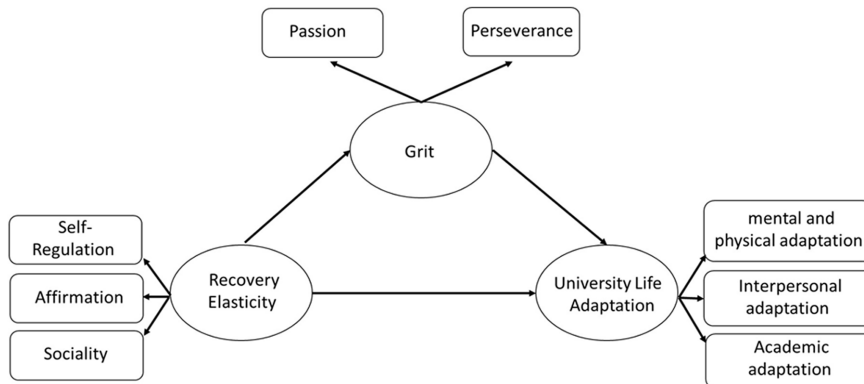 Passion
Perseverance
Grit
Self-
Regulation
Affirmation
Sociality
Recovery
Elasticity
University Life
Adaptation
mental and
physical adaptation
Interpersonal
adaptation
Academic
adaptation